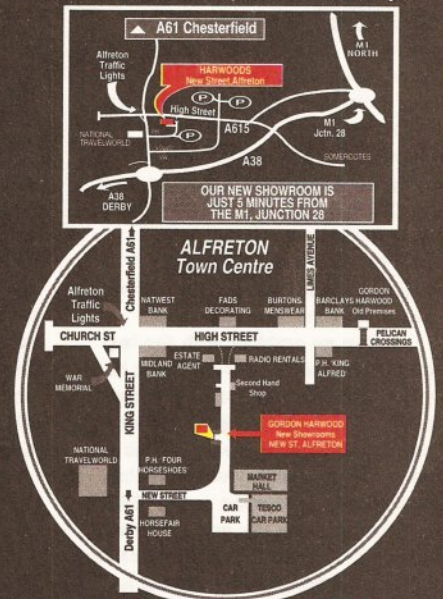 A61 Chesterfield
M1
NORTH
Alfreton
Traffic
Lights
HARWOODS
New Street, Alfreton
P
P
High Street
NATIONAL
TRAVELWORLD
P
A615
M1
Jctn. 28
A38
SOMERCOTES
A38
DERBY
OUR NEW SHOWROOM IS
JUST 5 MINUTES FROM
THE M1, JUNCTION 28
Chesterfield A61
ALFRETON
Town Centre
LIMES AVENUE
Alfreton
Traffic
Lights
NATWEST
BANK
FADS
DECORATING
BURTONS
MENSWEAR
BARCLAYS
BANK
GORDON
HARWOOD
Old Premises
CHURCH ST
HIGH STREET
PELICAN
CROSSINGS
WAR
MEMORIAL
MIDLAND
BANK
ESTATE
AGENT
RADIO RENTALS
P.H. 'KING
ALFRED'
KING STREET
Second Hand
Shop
GORDON HARWOOD
New Showrooms
NEW ST, ALFRETON
NATIONAL
TRAVELWORLD
P.H. 'FOUR
HORSESHOES'
MARKET
HALL
NEW STREET
Derby A61
HORSEFAIR
HOUSE
CAR
PARK
TESCO
CAR PARK